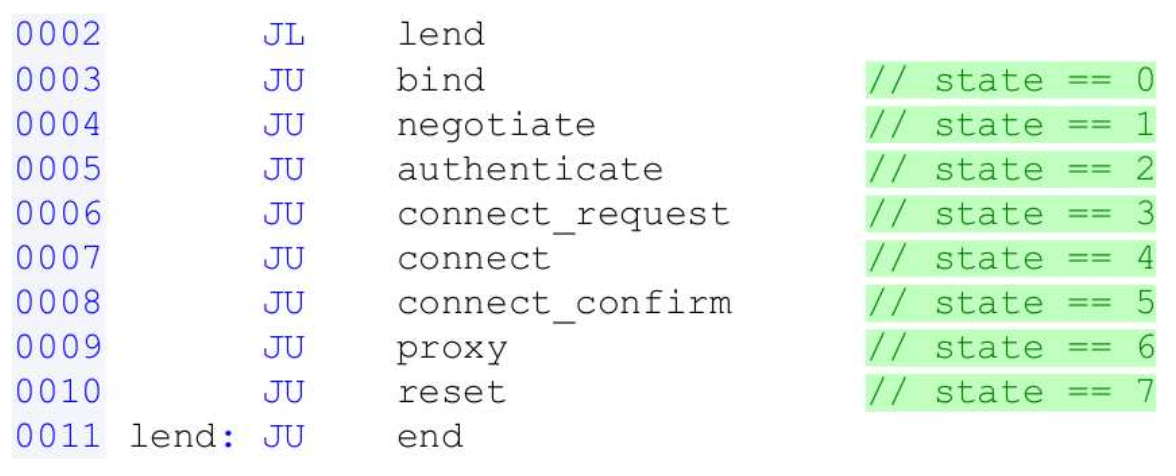 0002 JL lend
0003 JU bind // state == 0
0004 JU negotiate // state == 1
0005 JU authenticate // state == 2
0006 JU connect_request // state == 3
0007 JU connect // state == 4
0008 JU connect_confirm // state == 5
0009 JU proxy // state == 6
0010 JU reset // state == 7
0011 lend: JU end